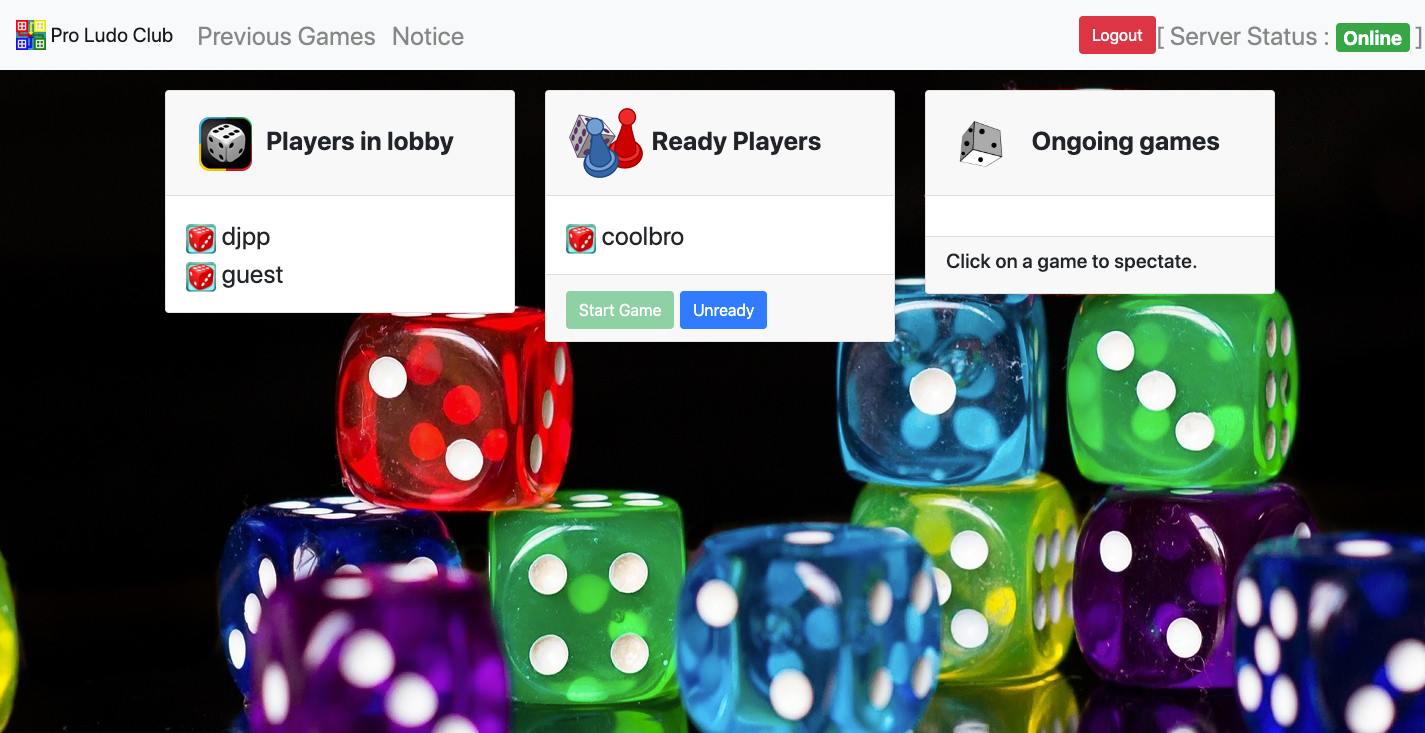 Pro Ludo Club Previous Games Notice Logout [ Server Status : Online ]
Players in lobby
djpp
guest
Ready Players
coolbro
Start Game Unready
Ongoing games
Click on a game to spectate.